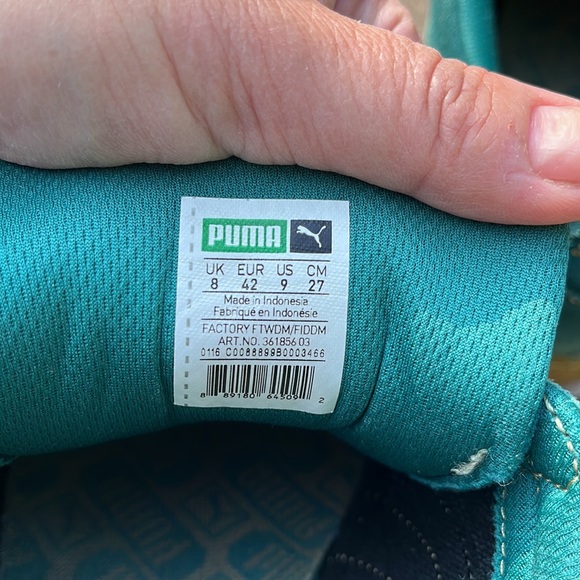 PUMA
UK EUR US CM
8 42 9 27
Made in Indonesia
Fabriqué en Indonésie
FACTORY FTWDM/FIDDM
ART.NO. 361856 03
0116 C0088899B0003466
8 89180 64509 2